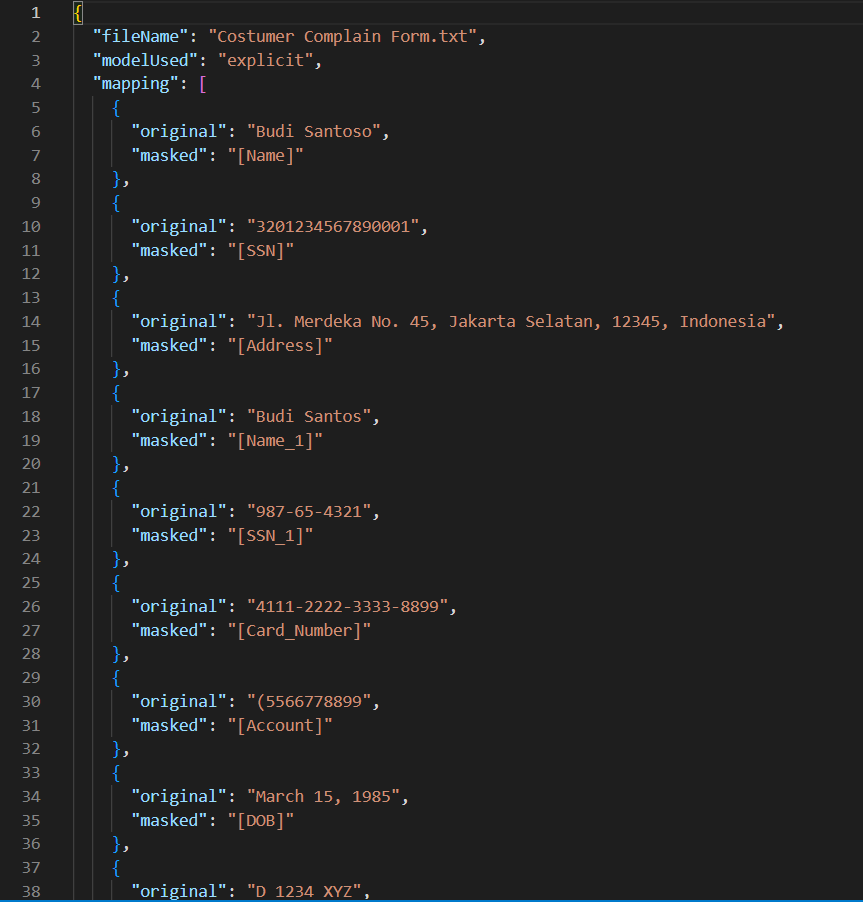 1 {
2 "fileName": "Costumer Complain Form.txt",
3 "modelUsed": "explicit",
4 "mapping": [
5 {
6 "original": "Budi Santoso",
7 "masked": "[Name]"
8 },
9 {
10 "original": "3201234567890001",
11 "masked": "[SSN]"
12 },
13 {
14 "original": "Jl. Merdeka No. 45, Jakarta Selatan, 12345, Indonesia",
15 "masked": "[Address]"
16 },
17 {
18 "original": "Budi Santos",
19 "masked": "[Name_1]"
20 },
21 {
22 "original": "987-65-4321",
23 "masked": "[SSN_1]"
24 },
25 {
26 "original": "4111-2222-3333-8899",
27 "masked": "[Card_Number]"
28 },
29 {
30 "original": "(5566778899",
31 "masked": "[Account]"
32 },
33 {
34 "original": "March 15, 1985",
35 "masked": "[DOB]"
36 },
37 {
38 "original": "D 1234 XYZ",